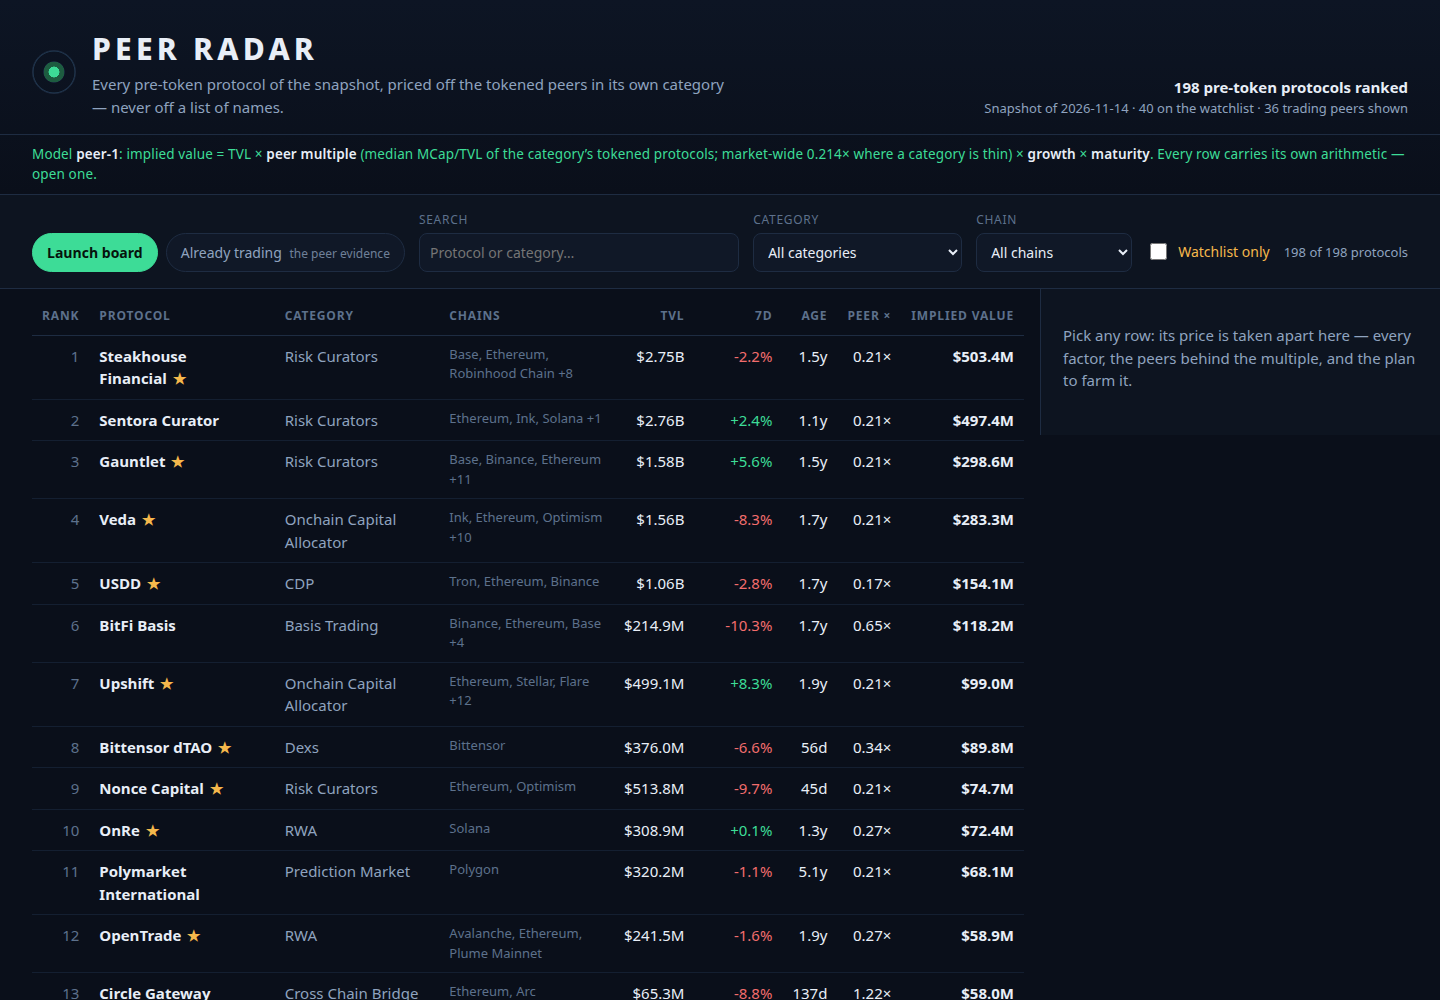 PEER RADAR
Every pre-token protocol of the snapshot, priced off the tokened peers in its own category
— never off a list of names.
198 pre-token protocols ranked
Snapshot of 2026-11-14 · 40 on the watchlist · 36 trading peers shown
Model peer-1: implied value = TVL × peer multiple (median MCap/TVL of the category's tokened protocols; market-wide 0.214× where a category is thin) × growth × maturity. Every row carries its own arithmetic —
open one.
Launch board
Already trading the peer evidence
SEARCH
Protocol or category...
CATEGORY
All categories
CHAIN
All chains
Watchlist only
198 of 198 protocols
RANK PROTOCOL CATEGORY CHAINS TVL 7D AGE PEER × IMPLIED VALUE
1 Steakhouse Risk Curators Base, Ethereum, $2.75B -2.2% 1.5y 0.21× $503.4M
Financial ★ Robinhood Chain +8
2 Sentora Curator Risk Curators Ethereum, Ink, Solana +1 $2.76B +2.4% 1.1y 0.21× $497.4M
3 Gauntlet ★ Risk Curators Base, Binance, Ethereum $1.58B +5.6% 1.5y 0.21× $298.6M
+11
4 Veda ★ Onchain Capital Ink, Ethereum, Optimism $1.56B -8.3% 1.7y 0.21× $283.3M
Allocator +10
5 USDD ★ CDP Tron, Ethereum, Binance $1.06B -2.8% 1.7y 0.17× $154.1M
6 BitFi Basis Basis Trading Binance, Ethereum, Base $214.9M -10.3% 1.7y 0.65× $118.2M
+4
7 Upshift ★ Onchain Capital Ethereum, Stellar, Flare $499.1M +8.3% 1.9y 0.21× $99.0M
Allocator +12
8 Bittensor dTAO ★ Dexs Bittensor $376.0M -6.6% 56d 0.34× $89.8M
9 Nonce Capital ★ Risk Curators Ethereum, Optimism $513.8M -9.7% 45d 0.21× $74.7M
10 OnRe ★ RWA Solana $308.9M +0.1% 1.3y 0.27× $72.4M
11 Polymarket Prediction Market Polygon $320.2M -1.1% 5.1y 0.21× $68.1M
International
12 OpenTrade ★ RWA Avalanche, Ethereum, $241.5M -1.6% 1.9y 0.27× $58.9M
Plume Mainnet
13 Circle Gateway Cross Chain Bridge Ethereum, Arc $65.3M -8.8% 137d 1.22× $58.0M
Pick any row: its price is taken apart here — every
factor, the peers behind the multiple, and the plan
to farm it.